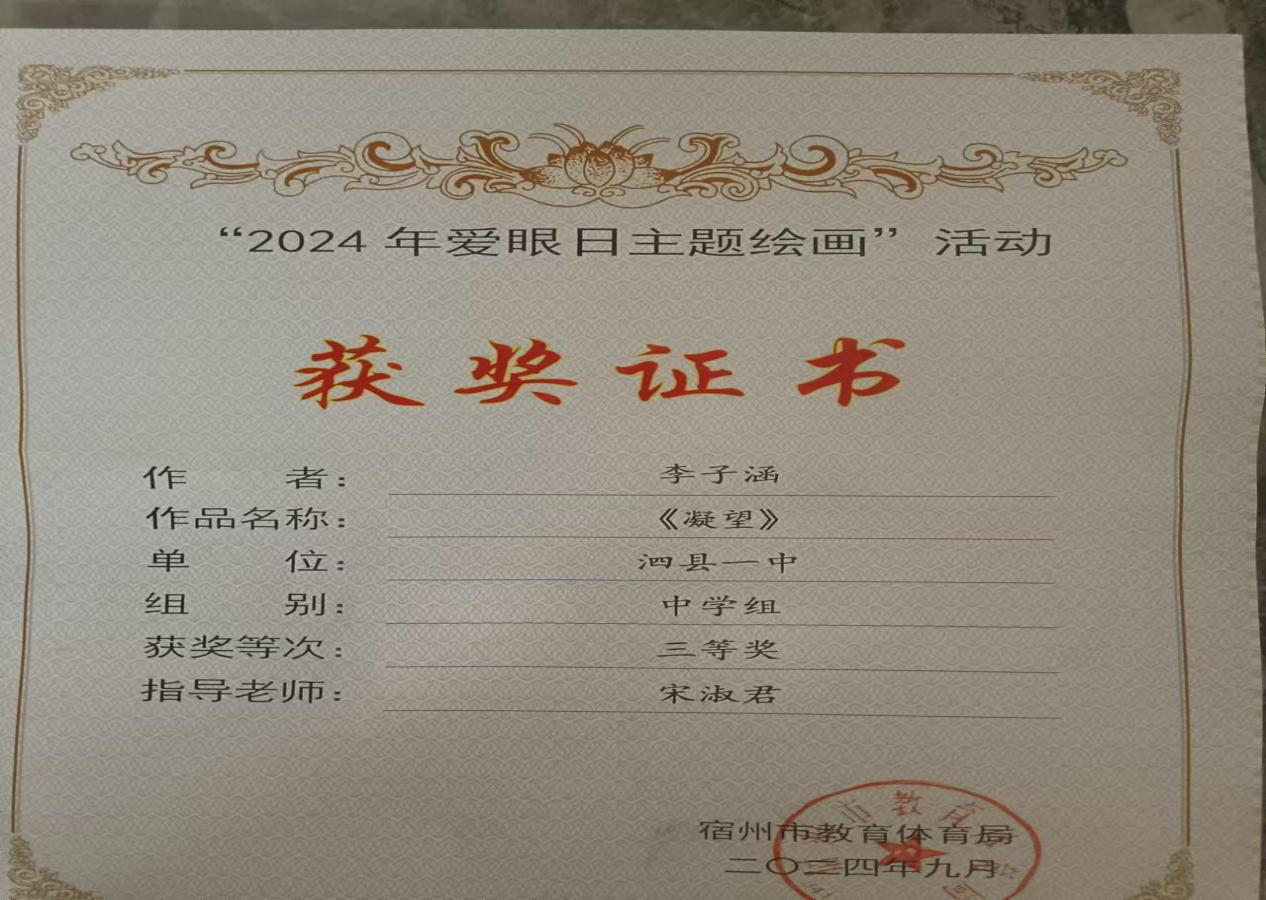 “2024 年爱眼日主题绘画”活动
获奖证书
作者：李子涵
作品名称：《凝望》
单位：泗县一中
组别：中学组
获奖等次：三等奖
指导老师：宋淑君
宿州市教育体育局
二〇二四年九月
市教育